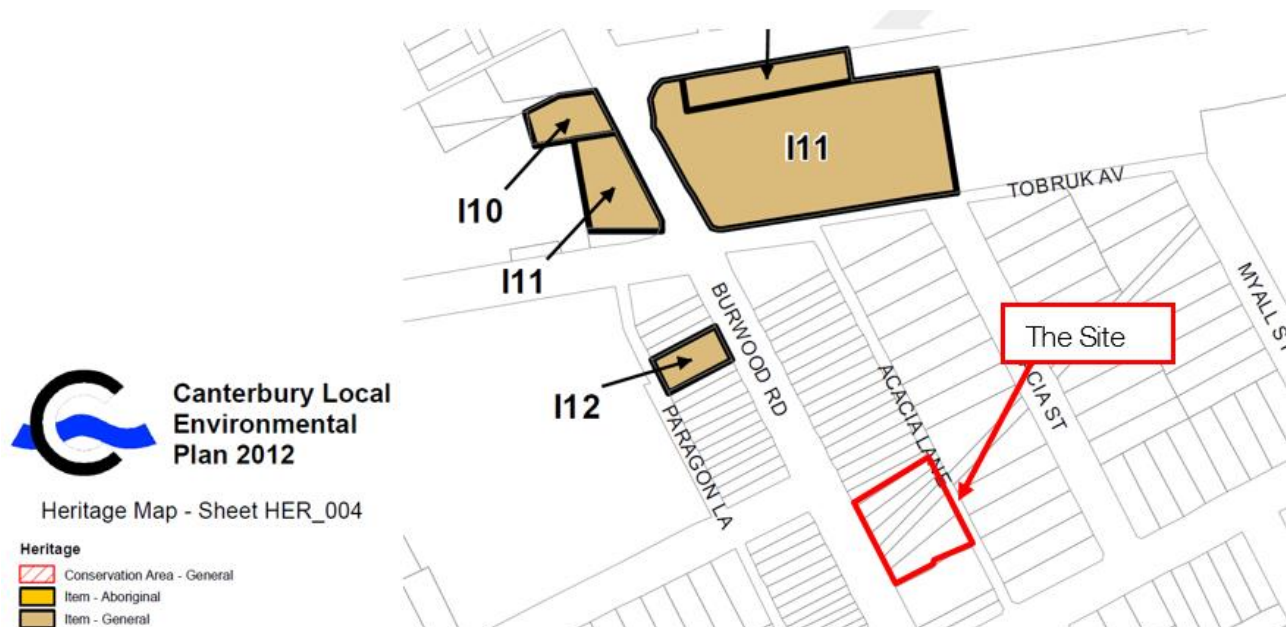 Canterbury Local
Environmental
Plan 2012
Heritage Map - Sheet HER_004
Heritage
Conservation Area - General
Item - Aboriginal
Item - General
I10
I11
I11
I12
TOBRUK AV
MYALL ST
BURWOOD RD
The Site
ACACIA LANE
CIA ST
PARAGON LA